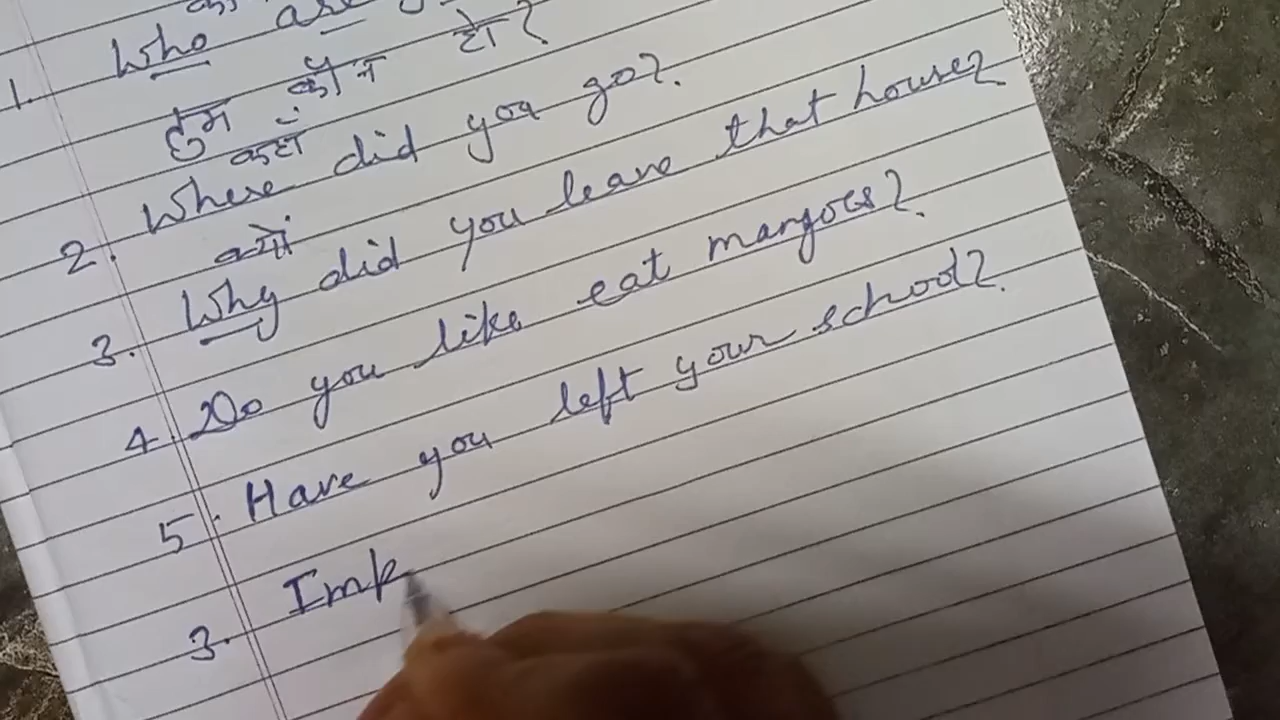 1. Who are
तुम कौन हो?
कहाँ
2. Where did you go?
क्यों
3. Why did you leave that house?
4. Do you like eat mangoes?
5. Have you left your school?
3. Imp